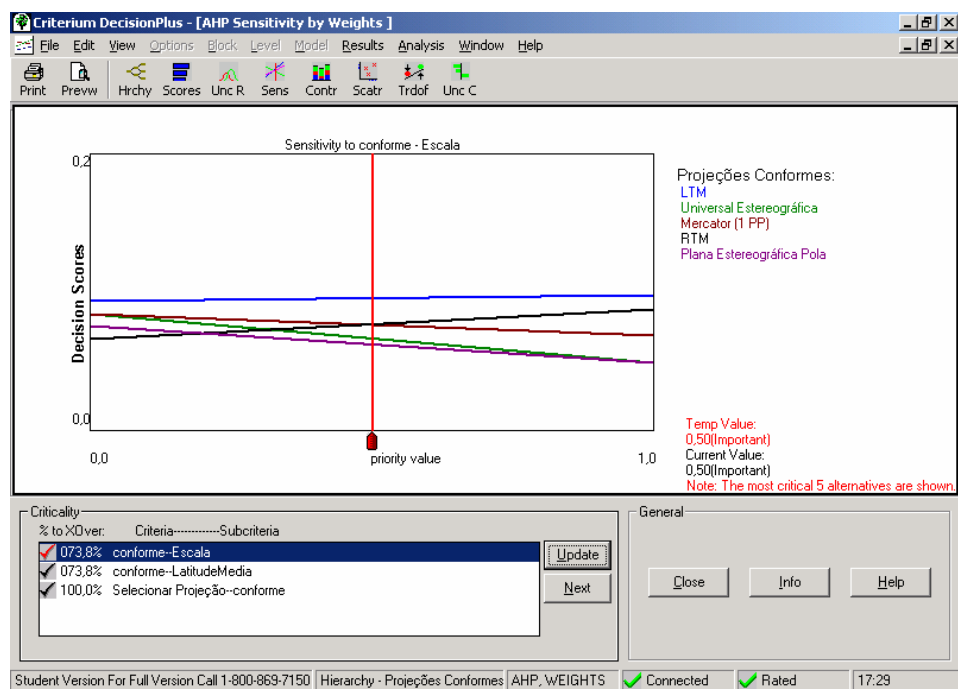 Criterium DecisionPlus - [AHP Sensitivity by Weights ]
File Edit View Options Block Level Model Results Analysis Window Help
Print Prevw Hrchy Scores Unc R Sens Contr Scatr Trdof Unc C
Sensitivity to conforme - Escala
0,2
Decision Scores
0,0
0,0 priority value 1,0
Projeções Conformes:
LTM
Universal Estereográfica
Mercator (1 PP)
RTM
Plana Estereográfica Pola
Temp Value:
0,50(Important)
Current Value:
0,50(Important)
Note: The most critical 5 alternatives are shown.
Criticality
% to XOver: Criteria------------Subcriteria
073,8% conforme--Escala
073,8% conforme--LatitudeMedia
100,0% Selecionar Projeção--conforme
Update
Next
General
Close Info Help
Student Version For Full Version Call 1-800-869-7150 Hierarchy - Projeções Conformes AHP, WEIGHTS Connected Rated 17:29